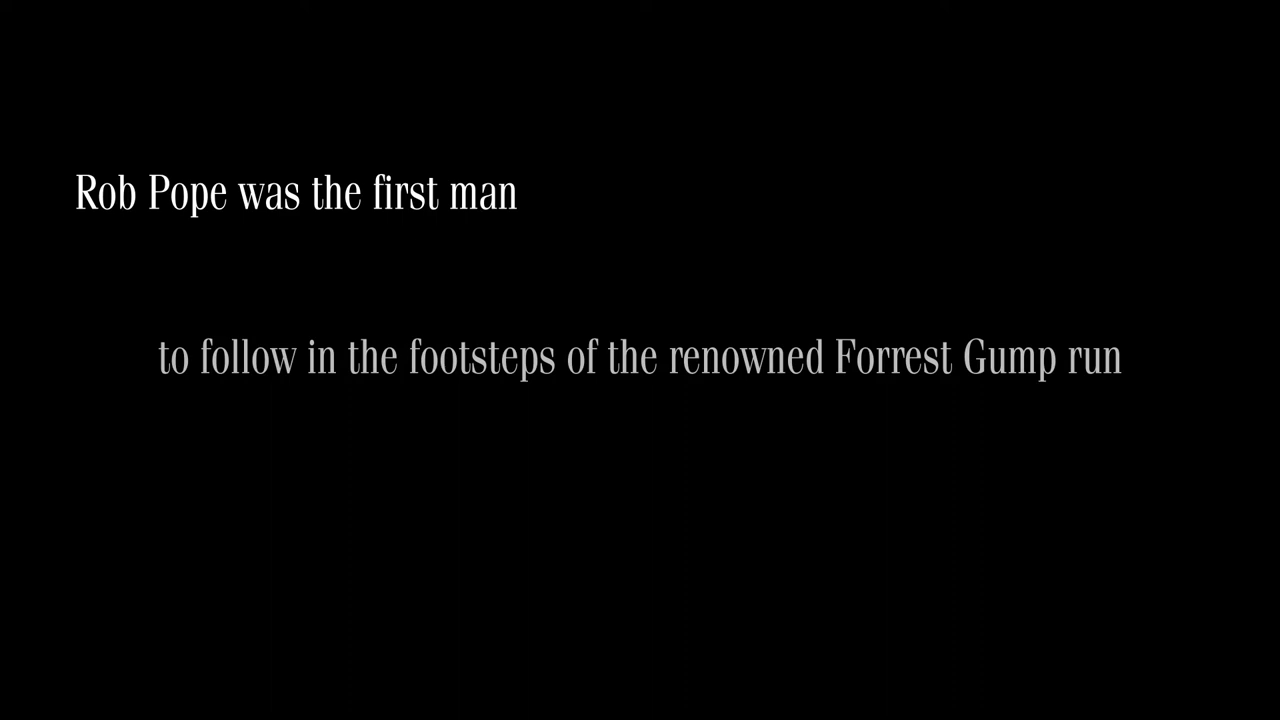 Rob Pope was the first man
to follow in the footsteps of the renowned Forrest Gump run